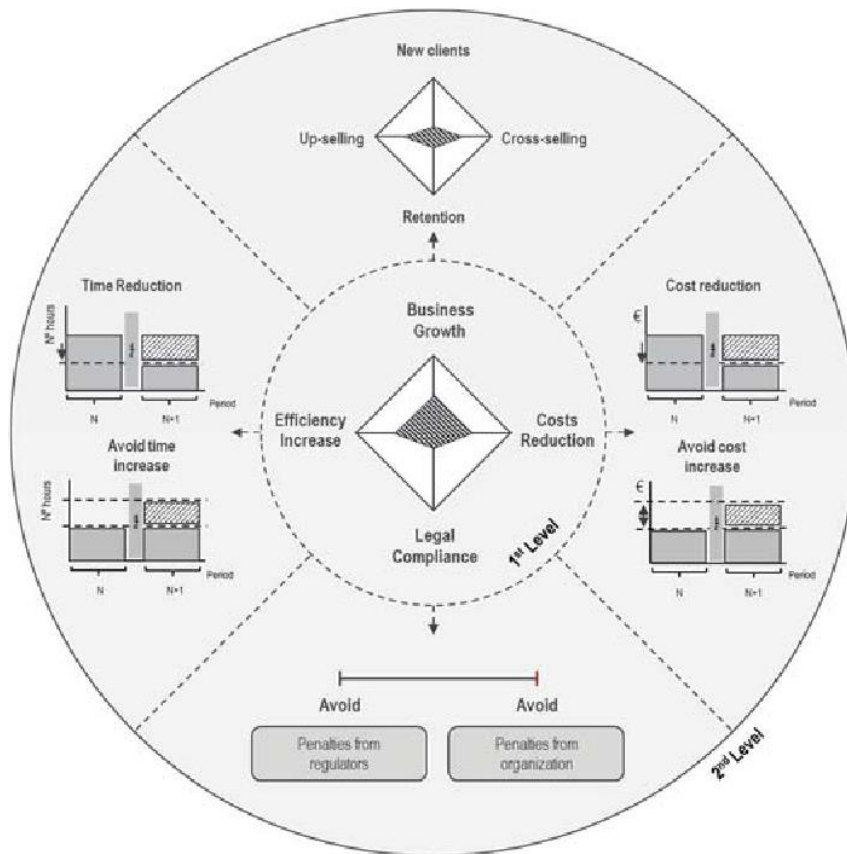 New clients
Up-selling
Cross-selling
Retention
Time Reduction
Nº hours
N
N+1
Period
Cost reduction
€
N
N+1
Period
Business
Growth
Efficiency
Increase
Costs
Reduction
Legal
Compliance
1st Level
Avoid time
increase
Nº hours
N
N+1
Period
Avoid cost
increase
€
N
N+1
Period
Avoid
Avoid
Penalties from
regulators
Penalties from
organization
2nd Level